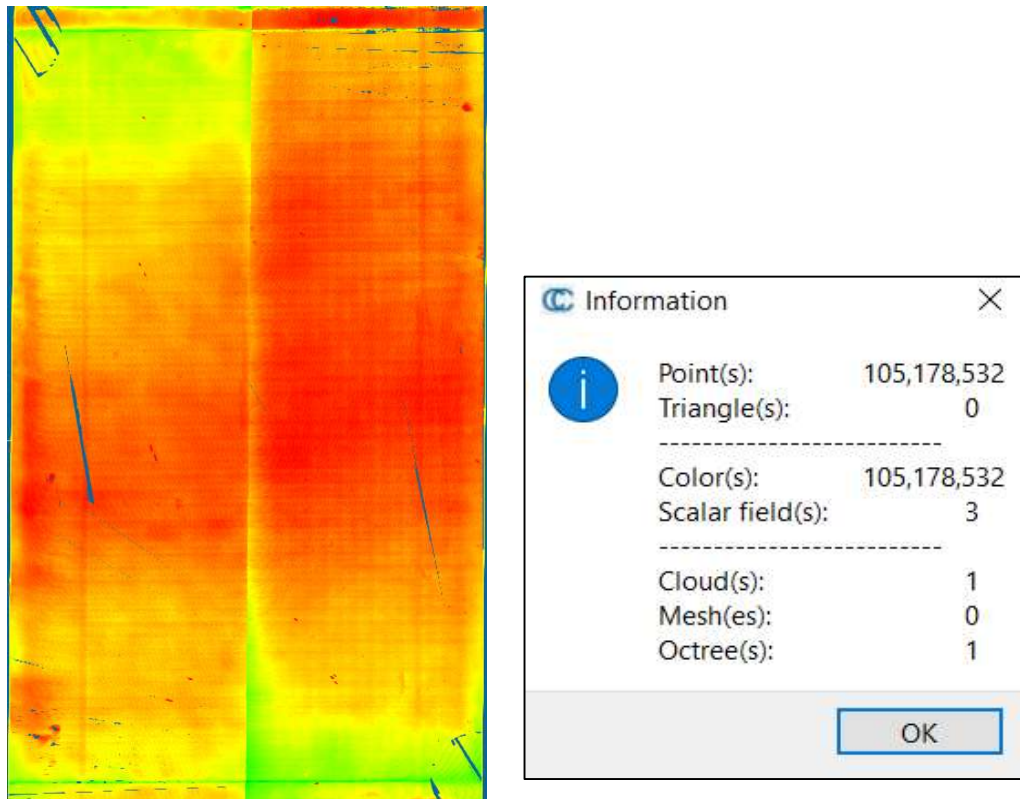 Information
Point(s): 105,178,532
Triangle(s): 0
--------------------------
Color(s): 105,178,532
Scalar field(s): 3
--------------------------
Cloud(s): 1
Mesh(es): 0
Octree(s): 1
OK